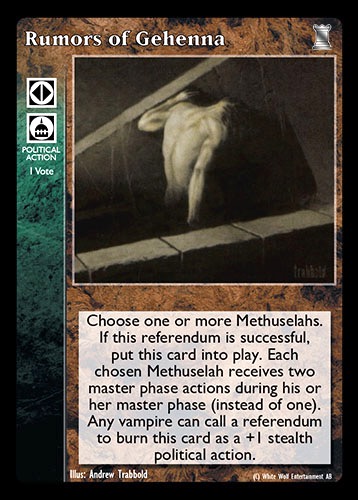 Rumors of Gehenna
POLITICAL
ACTION
1 Vote
trabbold
Choose one or more Methuselahs.
If this referendum is successful,
put this card into play. Each
chosen Methuselah receives two
master phase actions during his or
her master phase (instead of one).
Any vampire can call a referendum
to burn this card as a +1 stealth
political action.
Illus: Andrew Trabbold
(C) White Wolf Entertainment AB